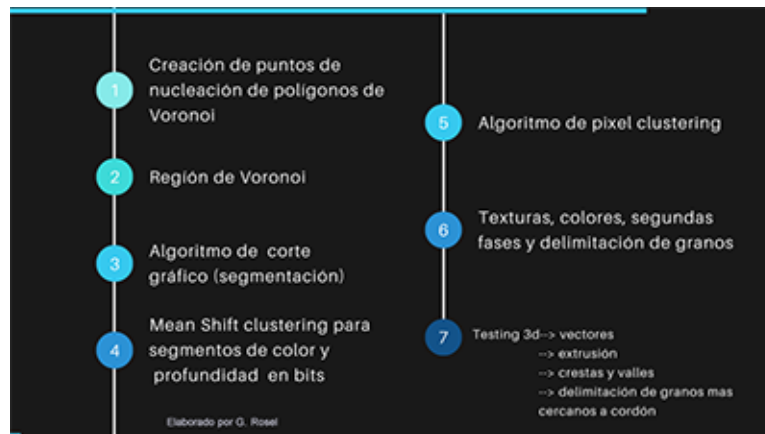 1
Creación de puntos de
nucleación de polígonos de
Voronoi
2
Región de Voronoi
3
Algoritmo de corte
gráfico (segmentación)
4
Mean Shift clustering para
segmentos de color y
profundidad en bits
Elaborado por G. Rosel
5
Algoritmo de pixel clustering
6
Texturas, colores, segundas
fases y delimitación de granos
7
Testing 3d--> vectores
--> extrusión
--> crestas y valles
--> delimitación de granos mas
cercanos a cordón